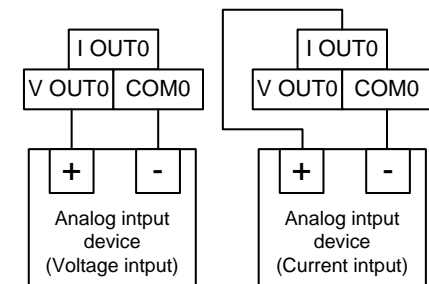 I OUT0
V OUT0 COM0
+ -
Analog intput
device
(Voltage intput)
I OUT0
V OUT0 COM0
+ -
Analog intput
device
(Current intput)